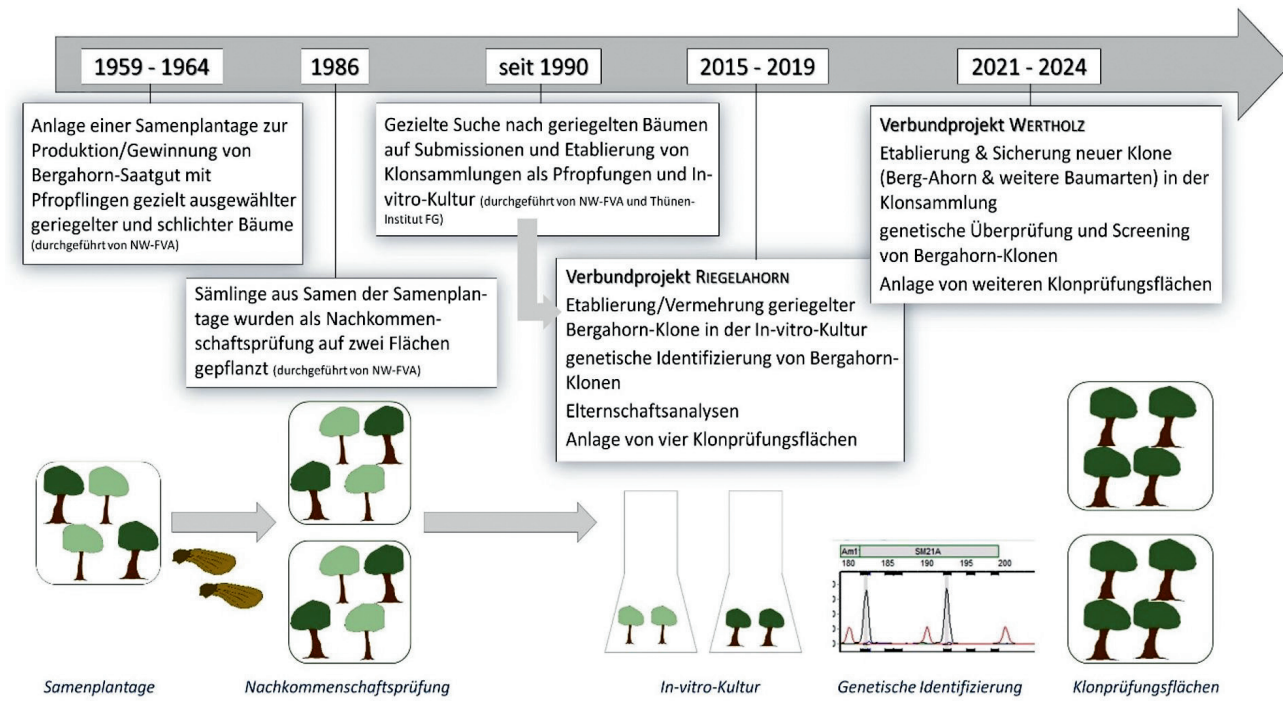 1959 - 1964
1986
seit 1990
2015 - 2019
2021 - 2024
Anlage einer Samenplantage zur
Produktion/Gewinnung von
Bergahorn-Saatgut mit
Pfropflingen gezielt ausgewählter
geriegelter und schlichter Bäume
(durchgeführt von NW-FVA)
Sämlinge aus Samen der Samenplan-
tage wurden als Nachkommen-
schaftsprüfung auf zwei Flächen
gepflanzt (durchgeführt von NW-FVA)
Gezielte Suche nach geriegelten Bäumen
auf Submissionen und Etablierung von
Klonsammlungen als Pfropfungen und In-
vitro-Kultur (durchgeführt von NW-FVA und Thünen-
Institut FG)
Verbundprojekt RIEGELAHORN
Etablierung/Vermehrung geriegelter
Bergahorn-Klone in der In-vitro-Kultur
genetische Identifizierung von Bergahorn-
Klonen
Elternschaftsanalysen
Anlage von vier Klonprüfungsflächen
Verbundprojekt WERTHOLZ
Etablierung & Sicherung neuer Klone
(Berg-Ahorn & weitere Baumarten) in der
Klonsammlung
genetische Überprüfung und Screening
von Bergahorn-Klonen
Anlage von weiteren Klonprüfungsflächen
Am1 SM21A
180 185 190 195 200
Samenplantage
Nachkommenschaftsprüfung
In-vitro-Kultur
Genetische Identifizierung
Klonprüfungsflächen